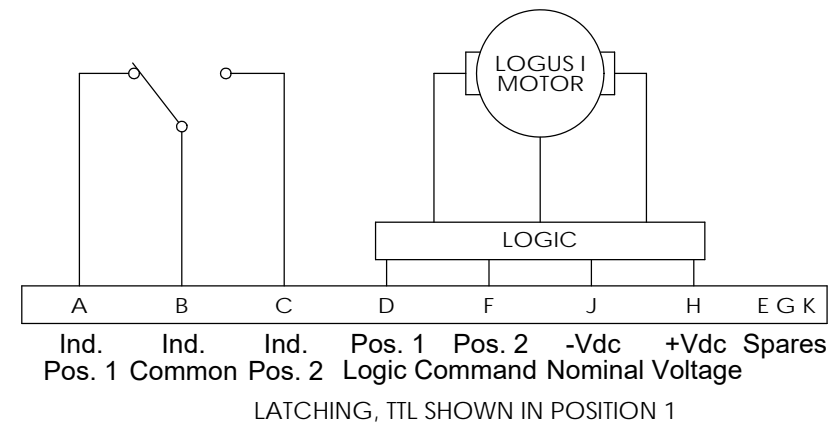 LOGUS I
MOTOR
LOGIC
A B C D F J H E G K
Ind. Ind. Ind. Pos. 1 Pos. 2 -Vdc +Vdc Spares
Pos. 1 Common Pos. 2 Logic Command Nominal Voltage
LATCHING, TTL SHOWN IN POSITION 1